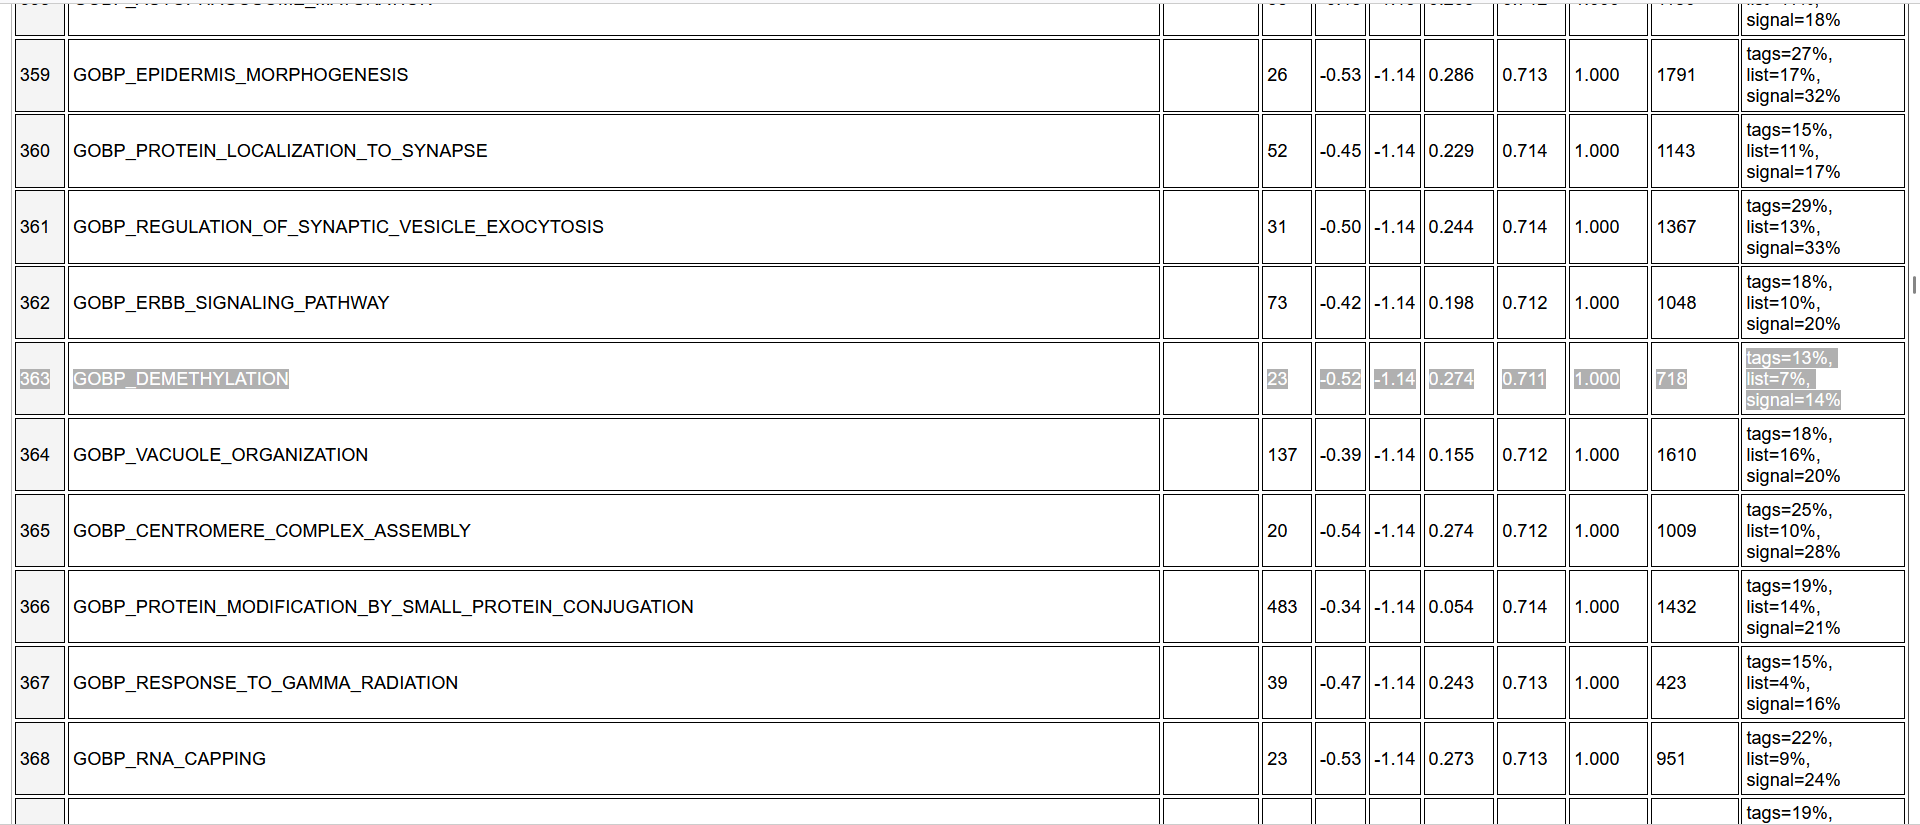 signal=18%
359 GOBP_EPIDERMIS_MORPHOGENESIS 26 -0.53 -1.14 0.286 0.713 1.000 1791 tags=27%,
list=17%,
signal=32%
360 GOBP_PROTEIN_LOCALIZATION_TO_SYNAPSE 52 -0.45 -1.14 0.229 0.714 1.000 1143 tags=15%,
list=11%,
signal=17%
361 GOBP_REGULATION_OF_SYNAPTIC_VESICLE_EXOCYTOSIS 31 -0.50 -1.14 0.244 0.714 1.000 1367 tags=29%,
list=13%,
signal=33%
362 GOBP_ERBB_SIGNALING_PATHWAY 73 -0.42 -1.14 0.198 0.712 1.000 1048 tags=18%,
list=10%,
signal=20%
363 GOBP_DEMETHYLATION 23 -0.52 -1.14 0.274 0.711 1.000 718 tags=13%,
list=7%,
signal=14%
364 GOBP_VACUOLE_ORGANIZATION 137 -0.39 -1.14 0.155 0.712 1.000 1610 tags=18%,
list=16%,
signal=20%
365 GOBP_CENTROMERE_COMPLEX_ASSEMBLY 20 -0.54 -1.14 0.274 0.712 1.000 1009 tags=25%,
list=10%,
signal=28%
366 GOBP_PROTEIN_MODIFICATION_BY_SMALL_PROTEIN_CONJUGATION 483 -0.34 -1.14 0.054 0.714 1.000 1432 tags=19%,
list=14%,
signal=21%
367 GOBP_RESPONSE_TO_GAMMA_RADIATION 39 -0.47 -1.14 0.243 0.713 1.000 423 tags=15%,
list=4%,
signal=16%
368 GOBP_RNA_CAPPING 23 -0.53 -1.14 0.273 0.713 1.000 951 tags=22%,
list=9%,
signal=24%
tags=19%,